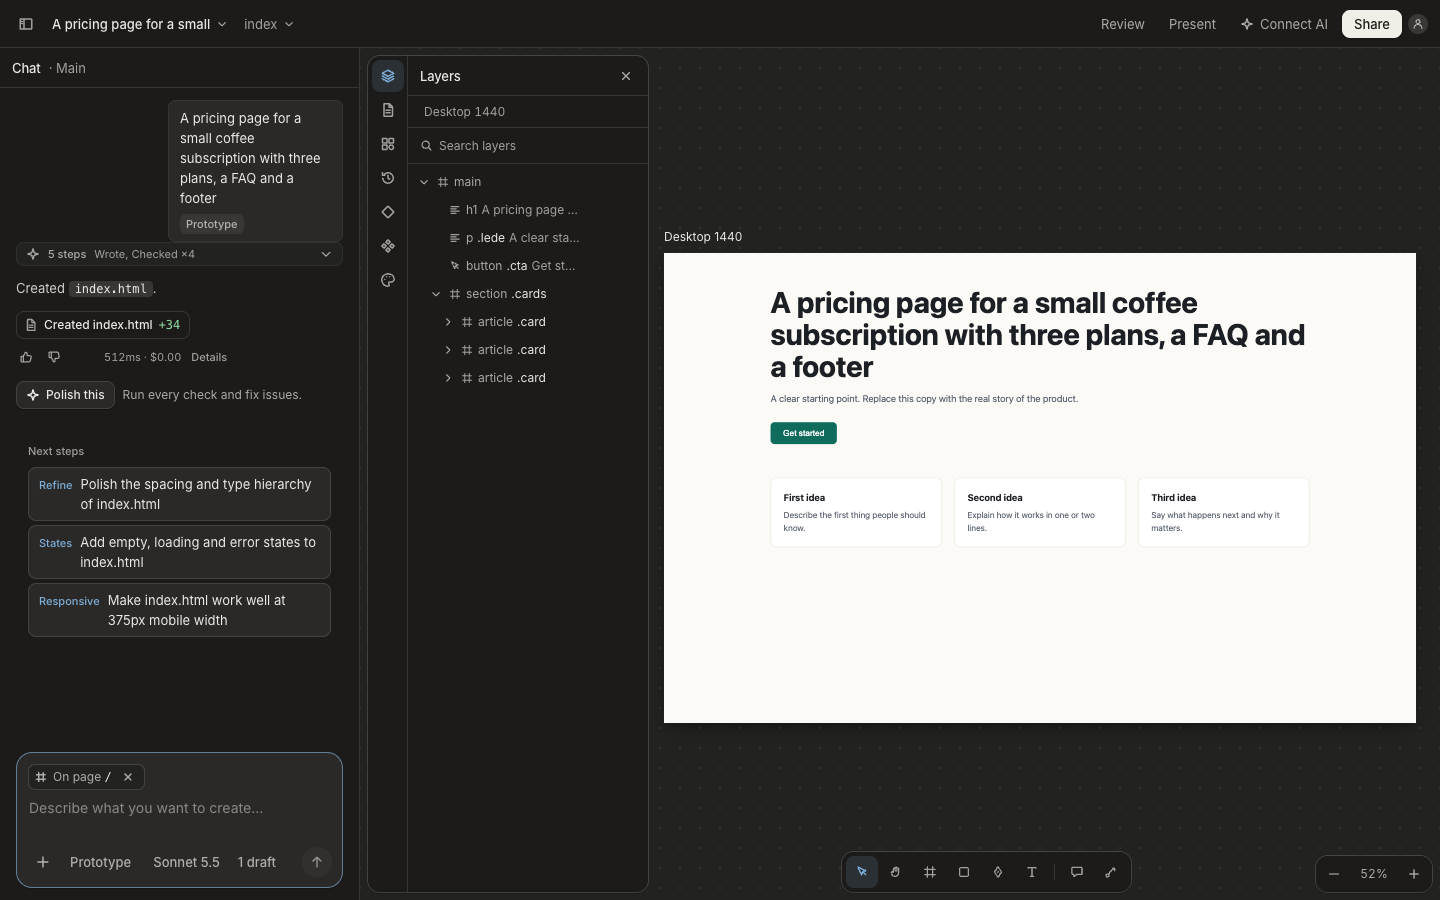 A pricing page for a small
index
Review
Present
Connect AI
Share
Chat · Main
A pricing page for a
small coffee
subscription with three
plans, a FAQ and a
footer
Prototype
5 steps Wrote, Checked ×4
Created index.html.
Created index.html +34
512ms · $0.00 Details
Polish this Run every check and fix issues.
Next steps
Refine Polish the spacing and type hierarchy
of index.html
States Add empty, loading and error states to
index.html
Responsive Make index.html work well at
375px mobile width
On page /
Describe what you want to create...
Prototype Sonnet 5.5 1 draft
Layers
Desktop 1440
Search layers
main
h1 A pricing page ...
p .lede A clear sta...
button .cta Get st...
section .cards
article .card
article .card
article .card
Desktop 1440
A pricing page for a small coffee
subscription with three plans, a FAQ and
a footer
A clear starting point. Replace this copy with the real story of the product.
Get started
First idea
Describe the first thing people should
know.
Second idea
Explain how it works in one or two
lines.
Third idea
Say what happens next and why it
matters.
52%